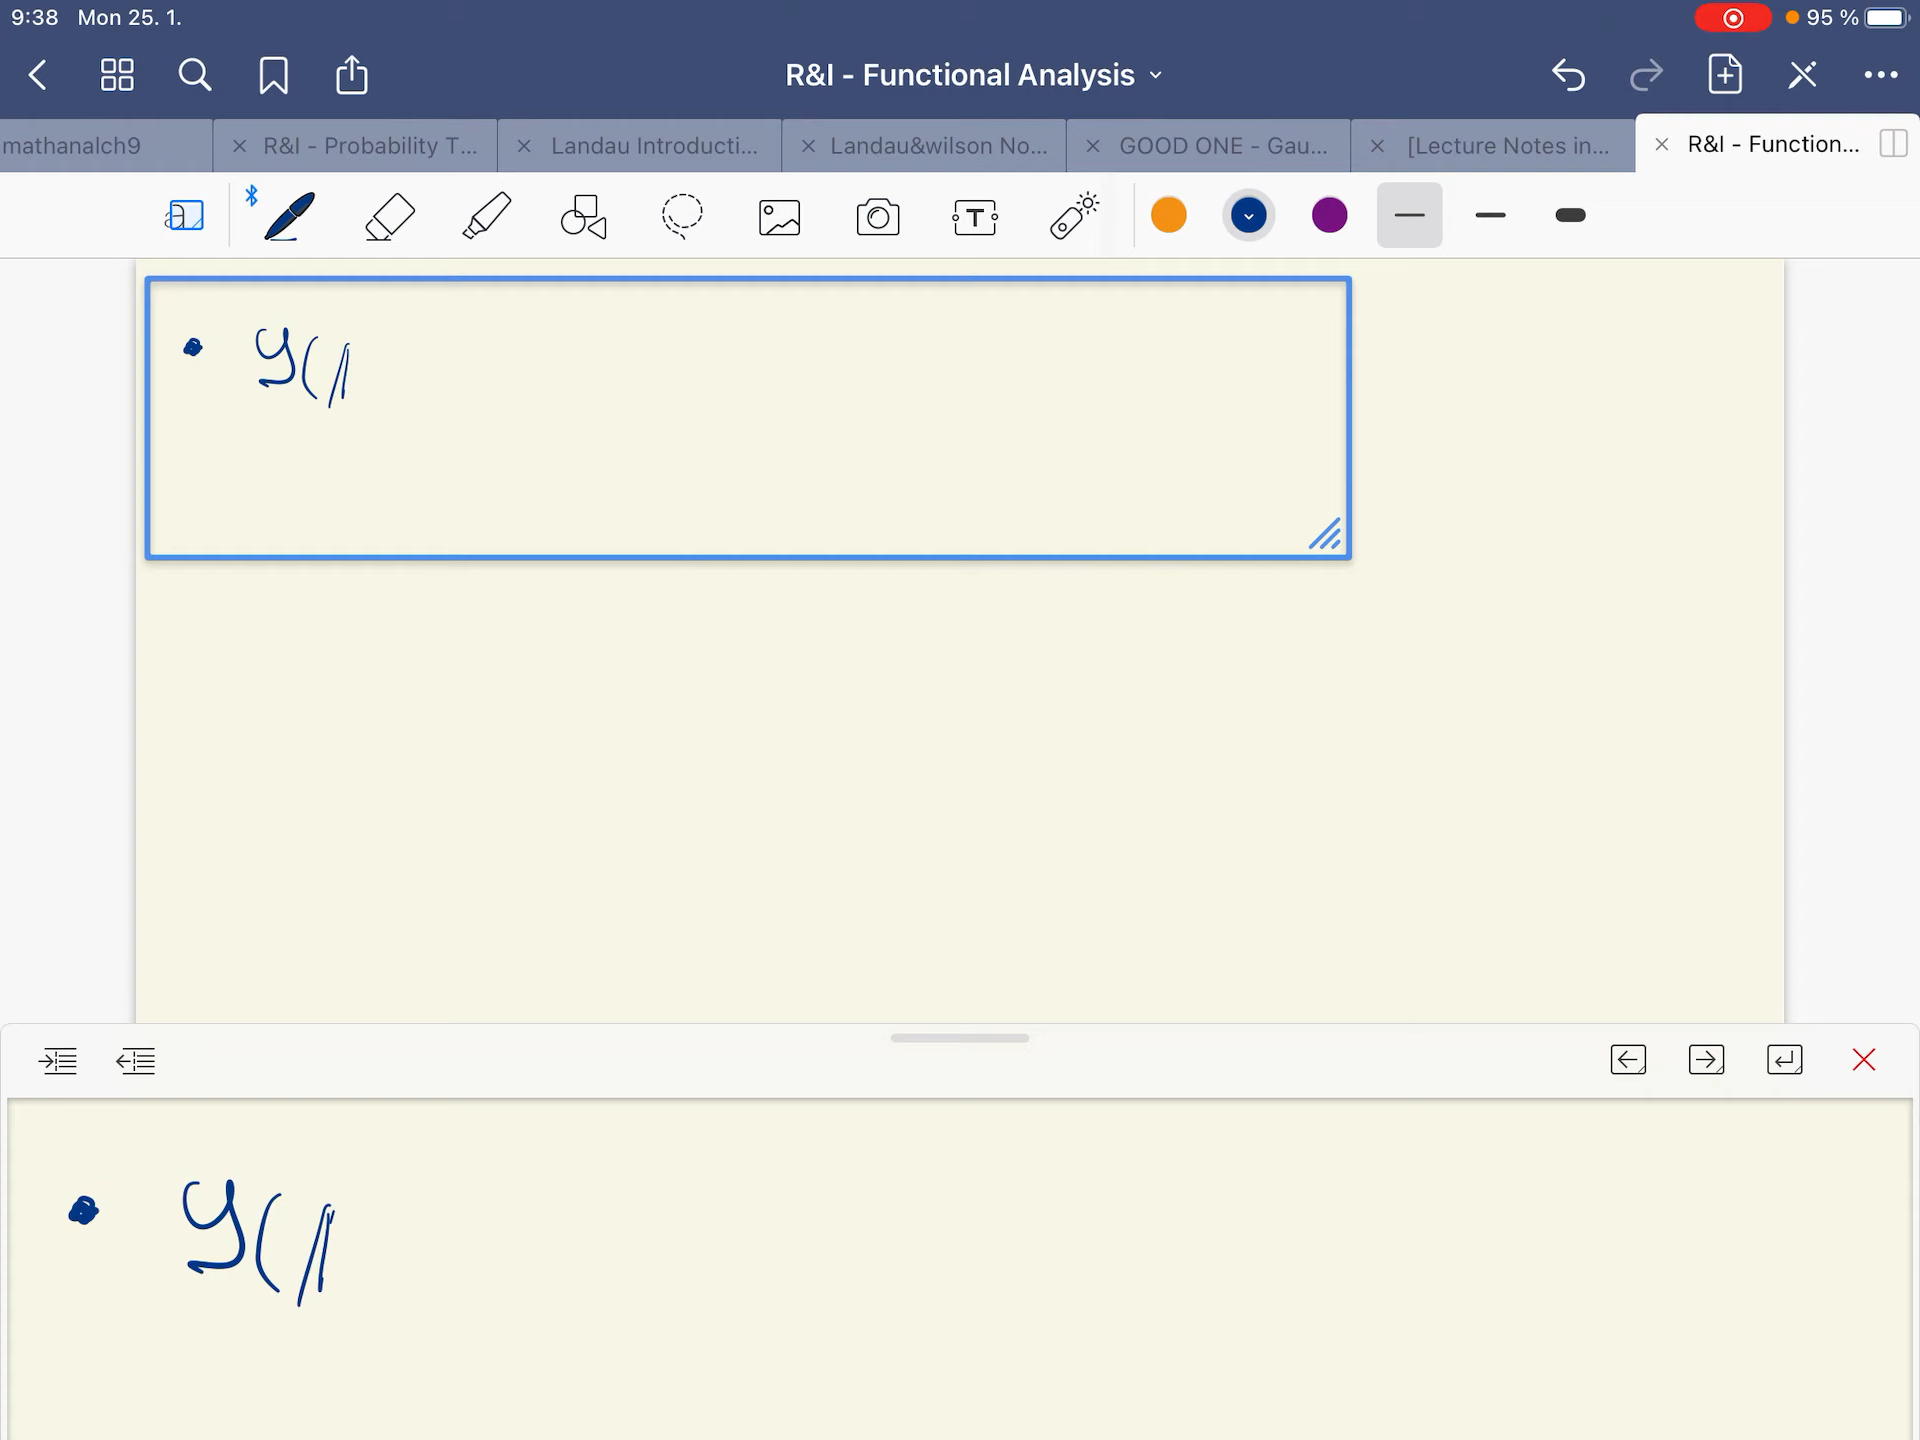 9:38 Mon 25. 1. 95 %
R&I - Functional Analysis
mathanalch9 R&I - Probability T... Landau Introducti... Landau&wilson No... GOOD ONE - Gau... [Lecture Notes in... R&I - Function...
T
• y(
• y(